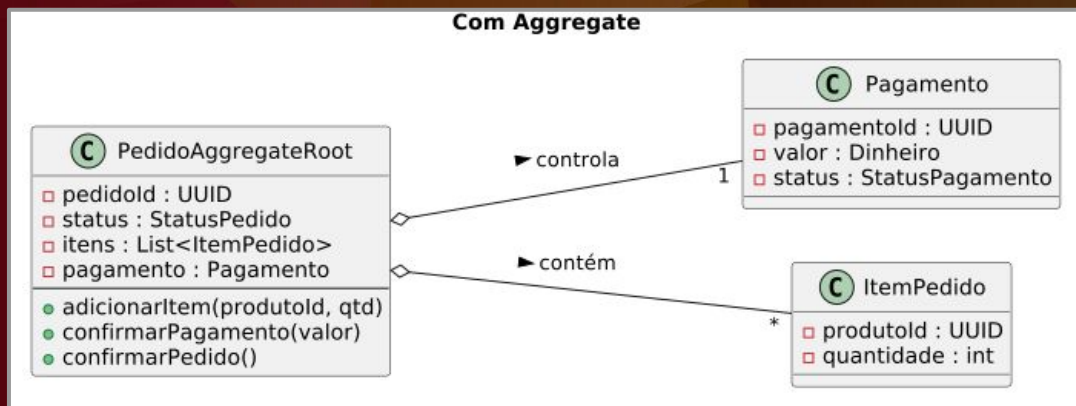 Com Aggregate
C PedidoAggregateRoot
pedidoId : UUID
status : StatusPedido
itens : List<ItemPedido>
pagamento : Pagamento
adicionarItem(produtoId, qtd)
confirmarPagamento(valor)
confirmarPedido()
controla
1
contém
*
C Pagamento
pagamentoId : UUID
valor : Dinheiro
status : StatusPagamento
C ItemPedido
produtoId : UUID
quantidade : int